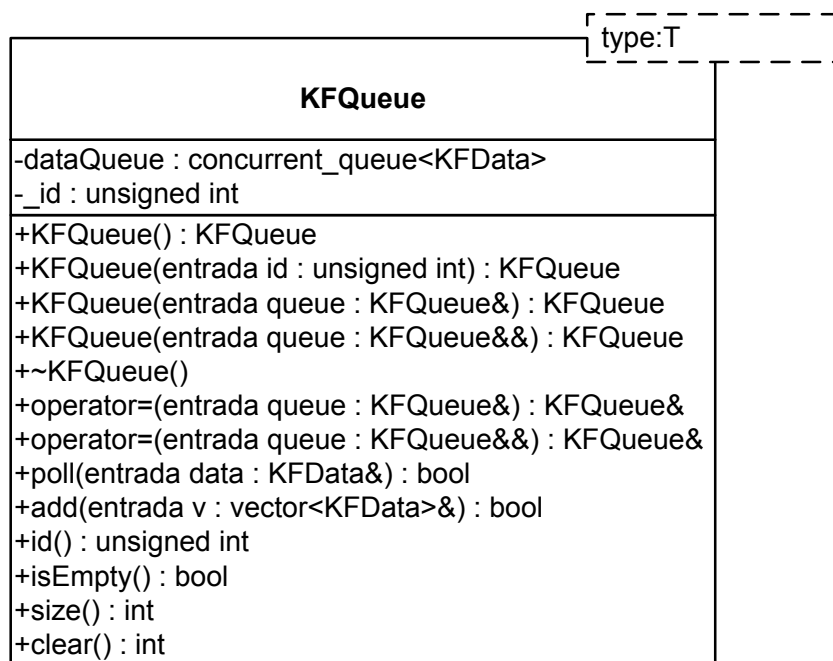 type:T
KFQueue
-dataQueue : concurrent_queue<KFData>
-_id : unsigned int
+KFQueue() : KFQueue
+KFQueue(entrada id : unsigned int) : KFQueue
+KFQueue(entrada queue : KFQueue&) : KFQueue
+KFQueue(entrada queue : KFQueue&&) : KFQueue
+~KFQueue()
+operator=(entrada queue : KFQueue&) : KFQueue&
+operator=(entrada queue : KFQueue&&) : KFQueue&
+poll(entrada data : KFData&) : bool
+add(entrada v : vector<KFData>&) : bool
+id() : unsigned int
+isEmpty() : bool
+size() : int
+clear() : int